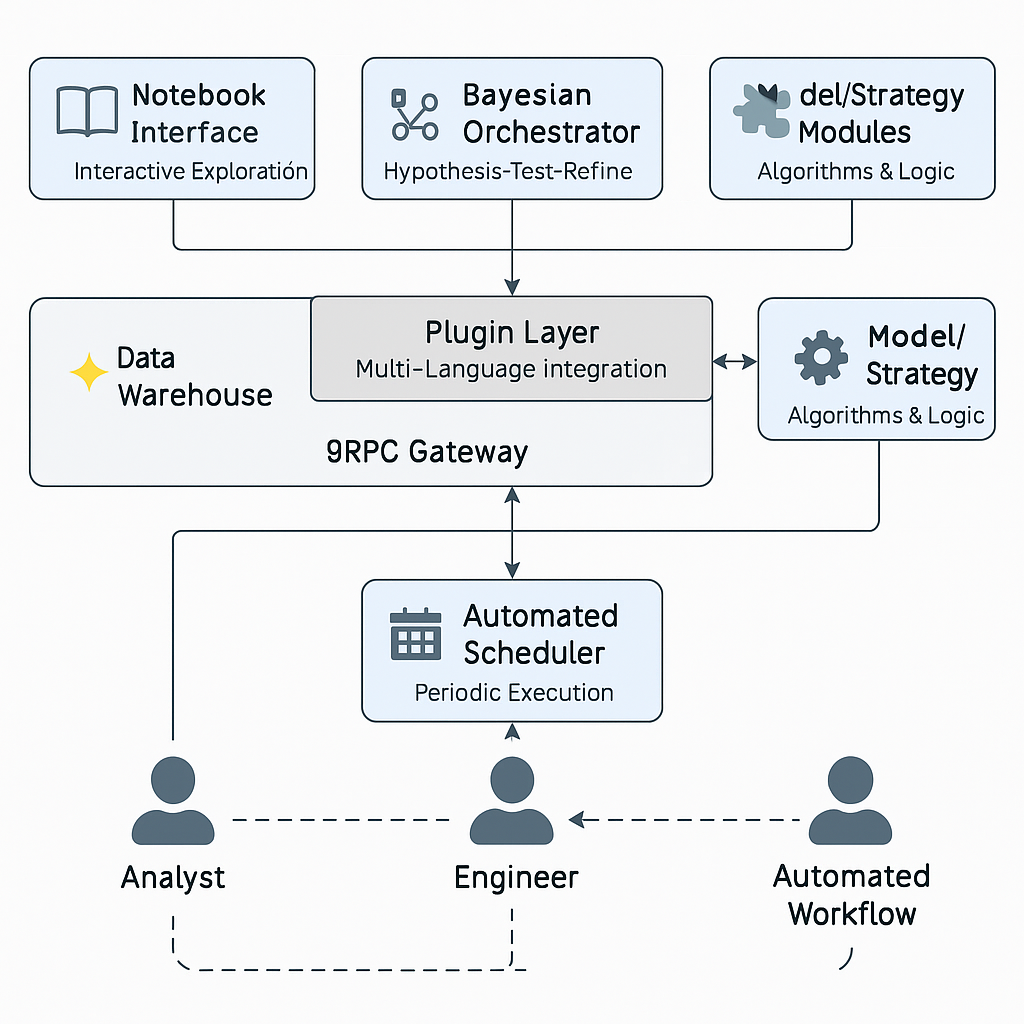 Notebook
Interface
Interactive Exploratión
Bayesian
Orchestrator
Hypothesis-Test-Refine
del/Strategy
Modules
Algorithms & Logic
Plugin Layer
Multi-Language integration
Data
Warehouse
9RPC Gateway
Model/
Strategy
Algorithms & Logic
Automated
Scheduler
Periodic Execution
Analyst
Engineer
Automated
Workflow